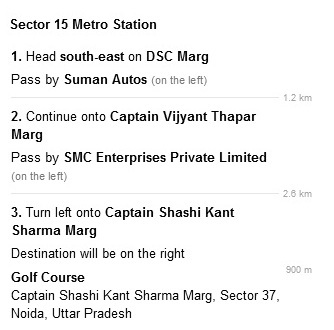 Sector 15 Metro Station
1. Head south-east on DSC Marg
Pass by Suman Autos (on the left)
1.2 km
2. Continue onto Captain Vijyant Thapar
Marg
Pass by SMC Enterprises Private Limited
(on the left)
2.6 km
3. Turn left onto Captain Shashi Kant
Sharma Marg
Destination will be on the right
900 m
Golf Course
Captain Shashi Kant Sharma Marg, Sector 37,
Noida, Uttar Pradesh